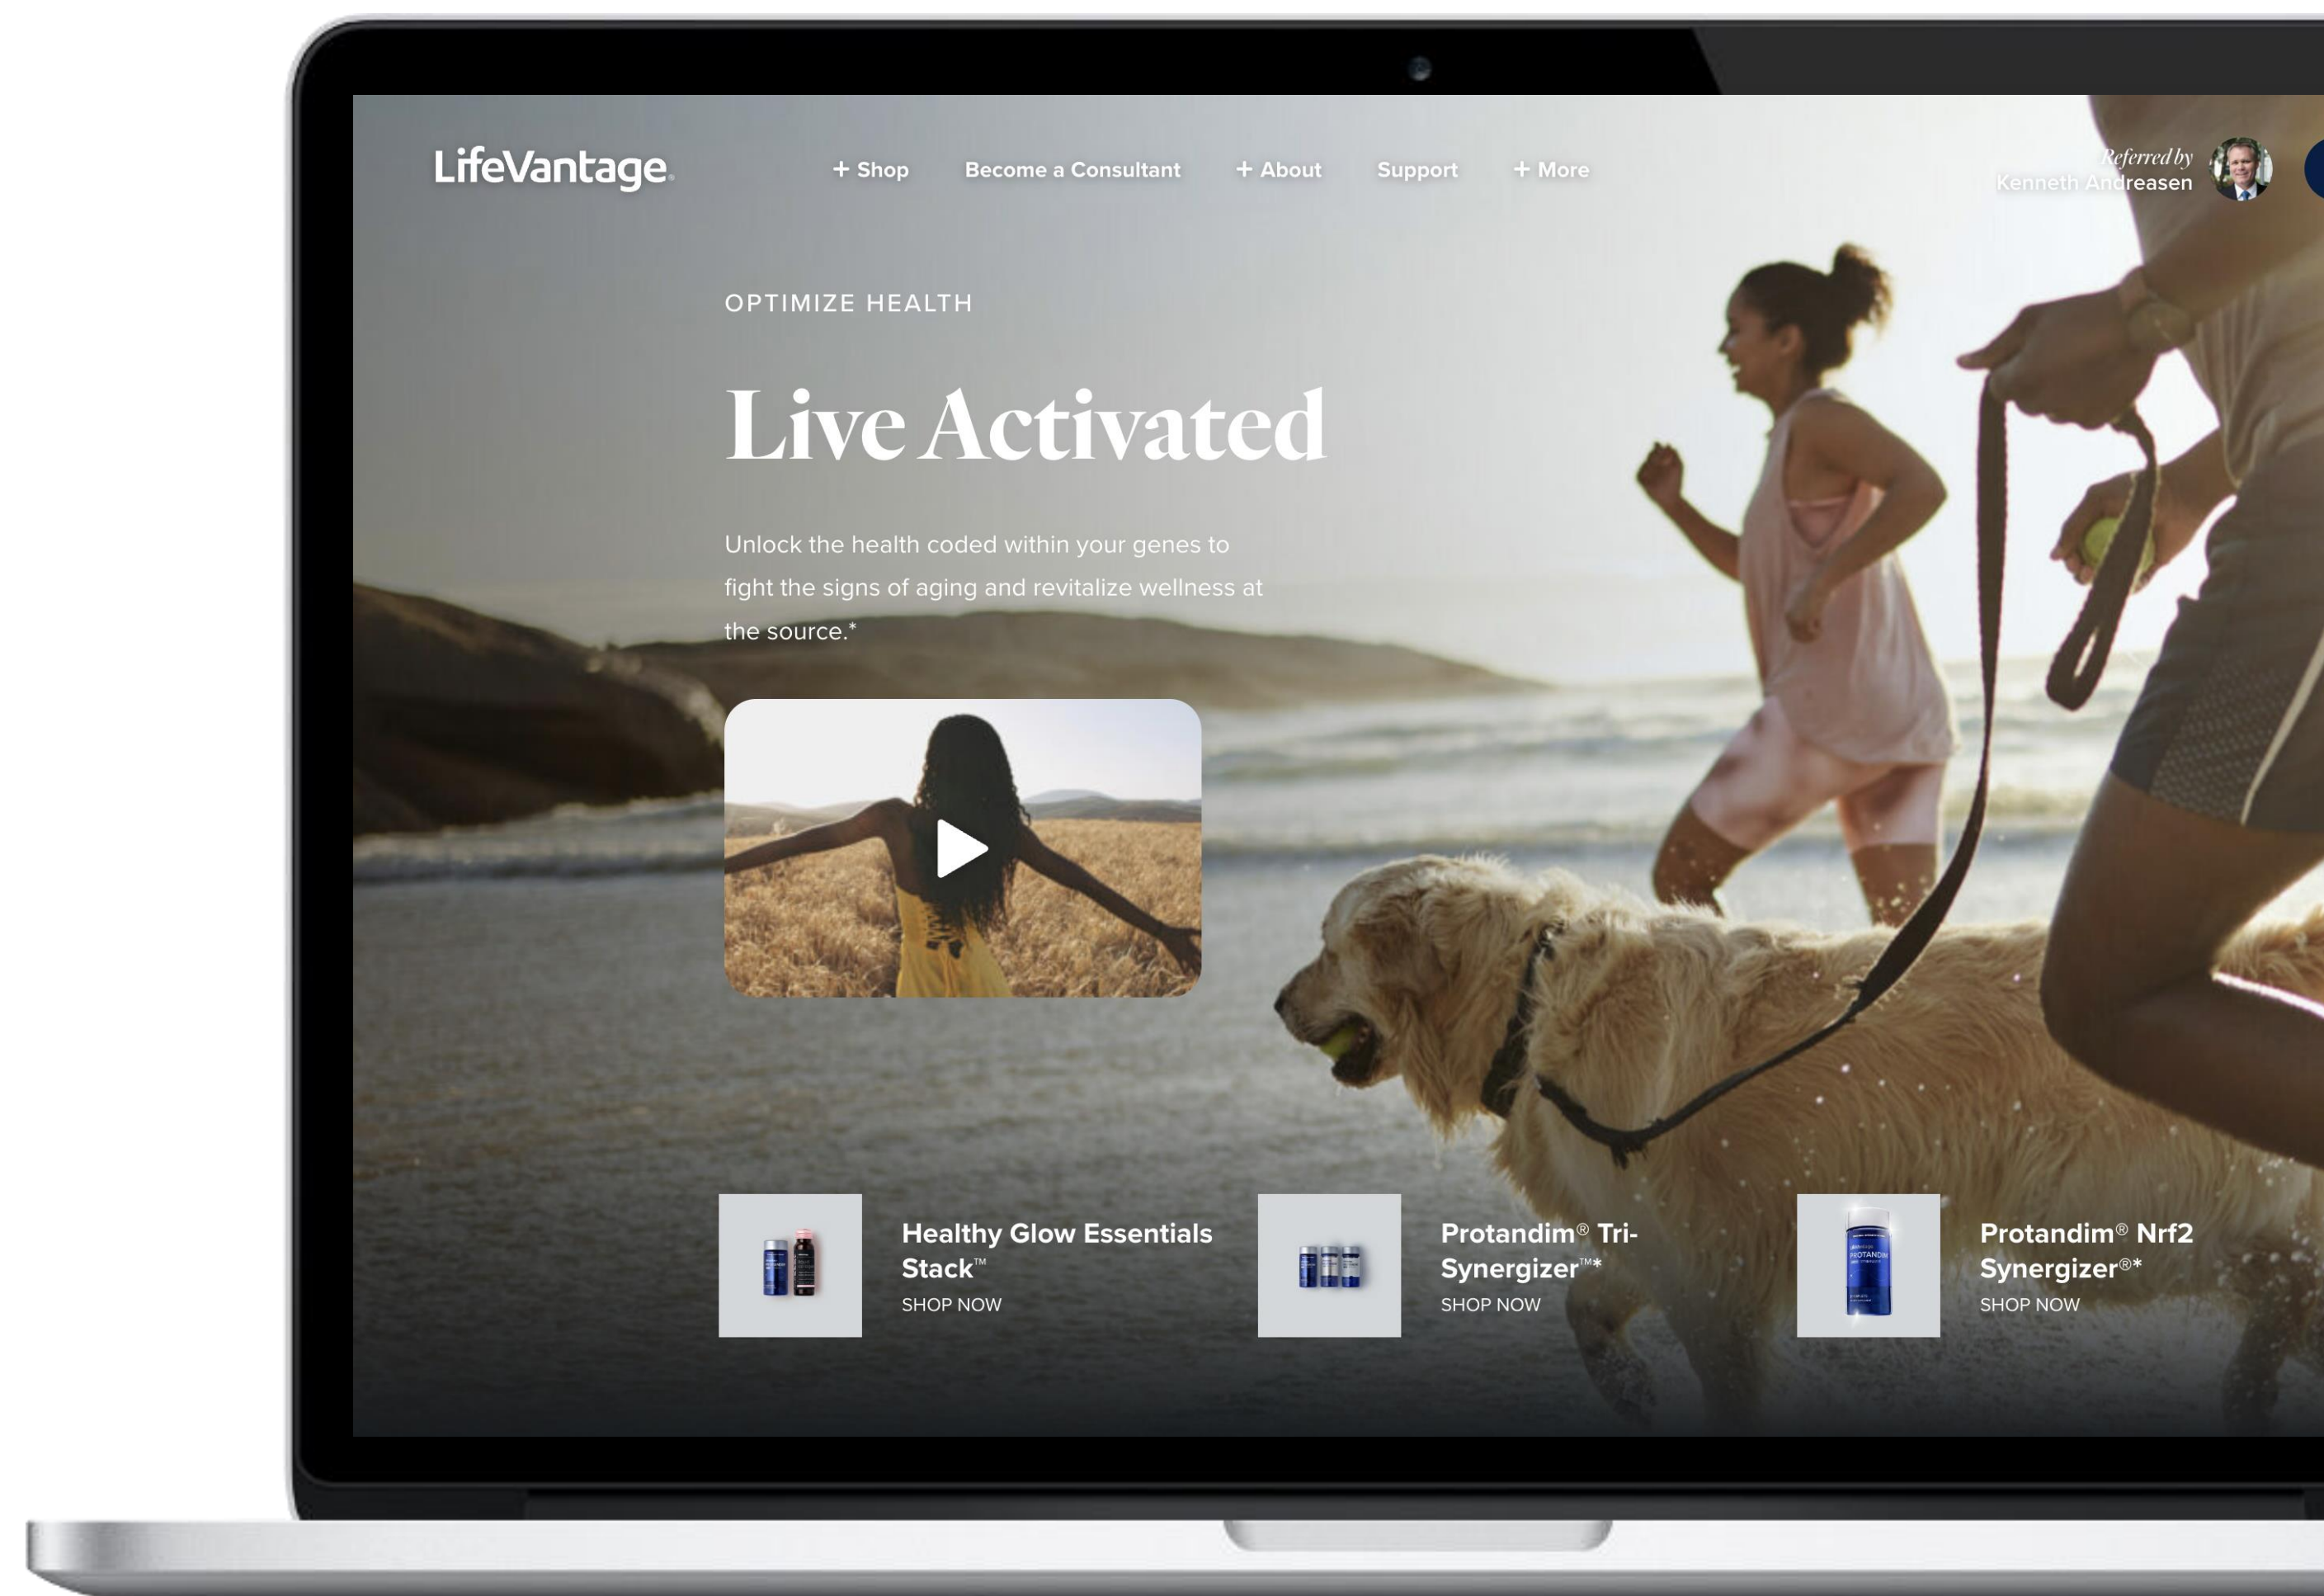 LifeVantage®
+ Shop
Become a Consultant
+ About
Support
+ More
Referred by
Kenneth Andreasen
OPTIMIZE HEALTH
Live Activated
Unlock the health coded within your genes to
fight the signs of aging and revitalize wellness at
the source.*
Healthy Glow Essentials
Stack™
SHOP NOW
Protandim® Tri-
Synergizer™*
SHOP NOW
PROTANDIM
Protandim® Nrf2
Synergizer®*
SHOP NOW